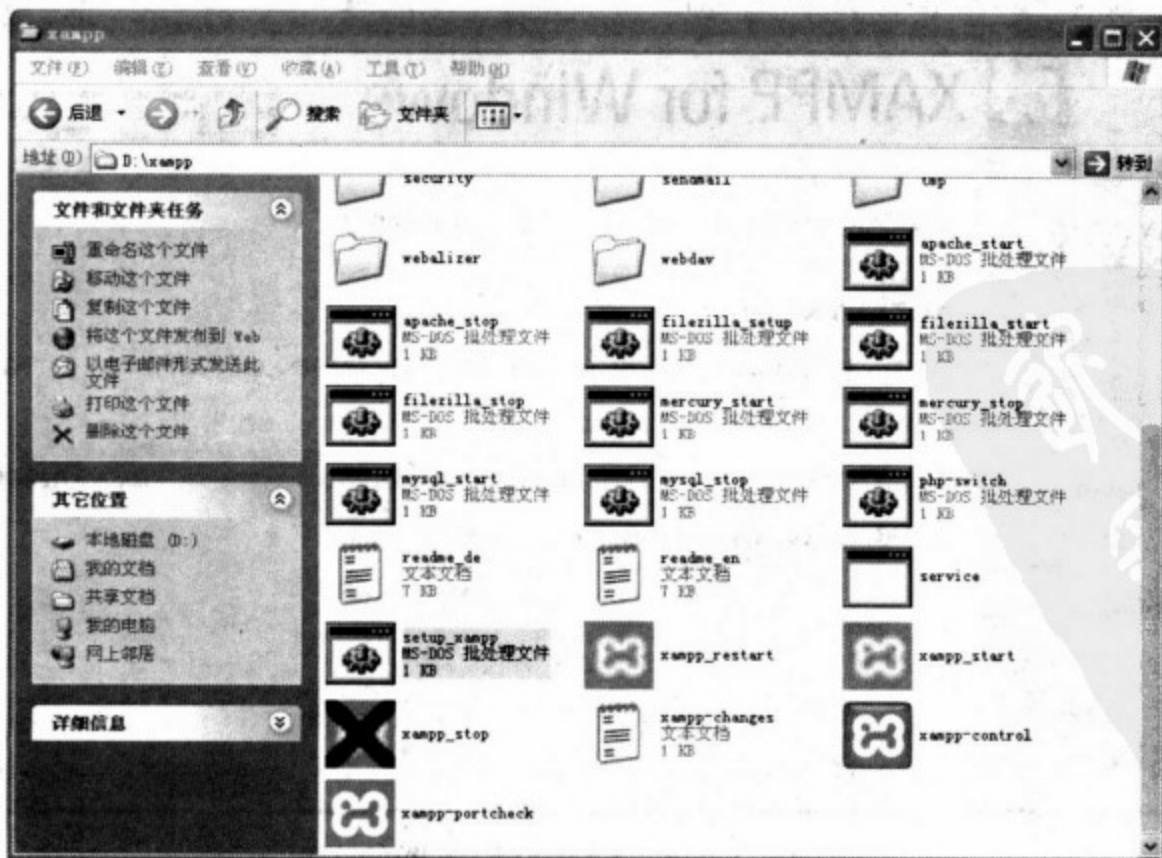 xampp
文件(F) 编辑(E) 查看(V) 收藏(A) 工具(T) 帮助(H)
后退 搜索 文件夹
地址(D) D:\xampp 转到
文件和文件夹任务
重命名这个文件
移动这个文件
复制这个文件
将这个文件发布到 Web
以电子邮件形式发送此
文件
打印这个文件
删除这个文件
其它位置
本地磁盘 (D:)
我的文档
共享文档
我的电脑
网上邻居
详细信息
security
sendmail
tmp
webalizer
webdav
apache_start
MS-DOS 批处理文件
1 KB
apache_stop
MS-DOS 批处理文件
1 KB
filezilla_setup
MS-DOS 批处理文件
1 KB
filezilla_start
MS-DOS 批处理文件
1 KB
filezilla_stop
MS-DOS 批处理文件
1 KB
mercury_start
MS-DOS 批处理文件
1 KB
mercury_stop
MS-DOS 批处理文件
1 KB
mysql_start
MS-DOS 批处理文件
1 KB
mysql_stop
MS-DOS 批处理文件
1 KB
php-switch
MS-DOS 批处理文件
1 KB
readme_de
文本文档
7 KB
readme_en
文本文档
7 KB
service
setup_xampp
MS-DOS 批处理文件
1 KB
xampp_restart
xampp_start
xampp_stop
xampp-changes
文本文档
1 KB
xampp-control
xampp-portcheck